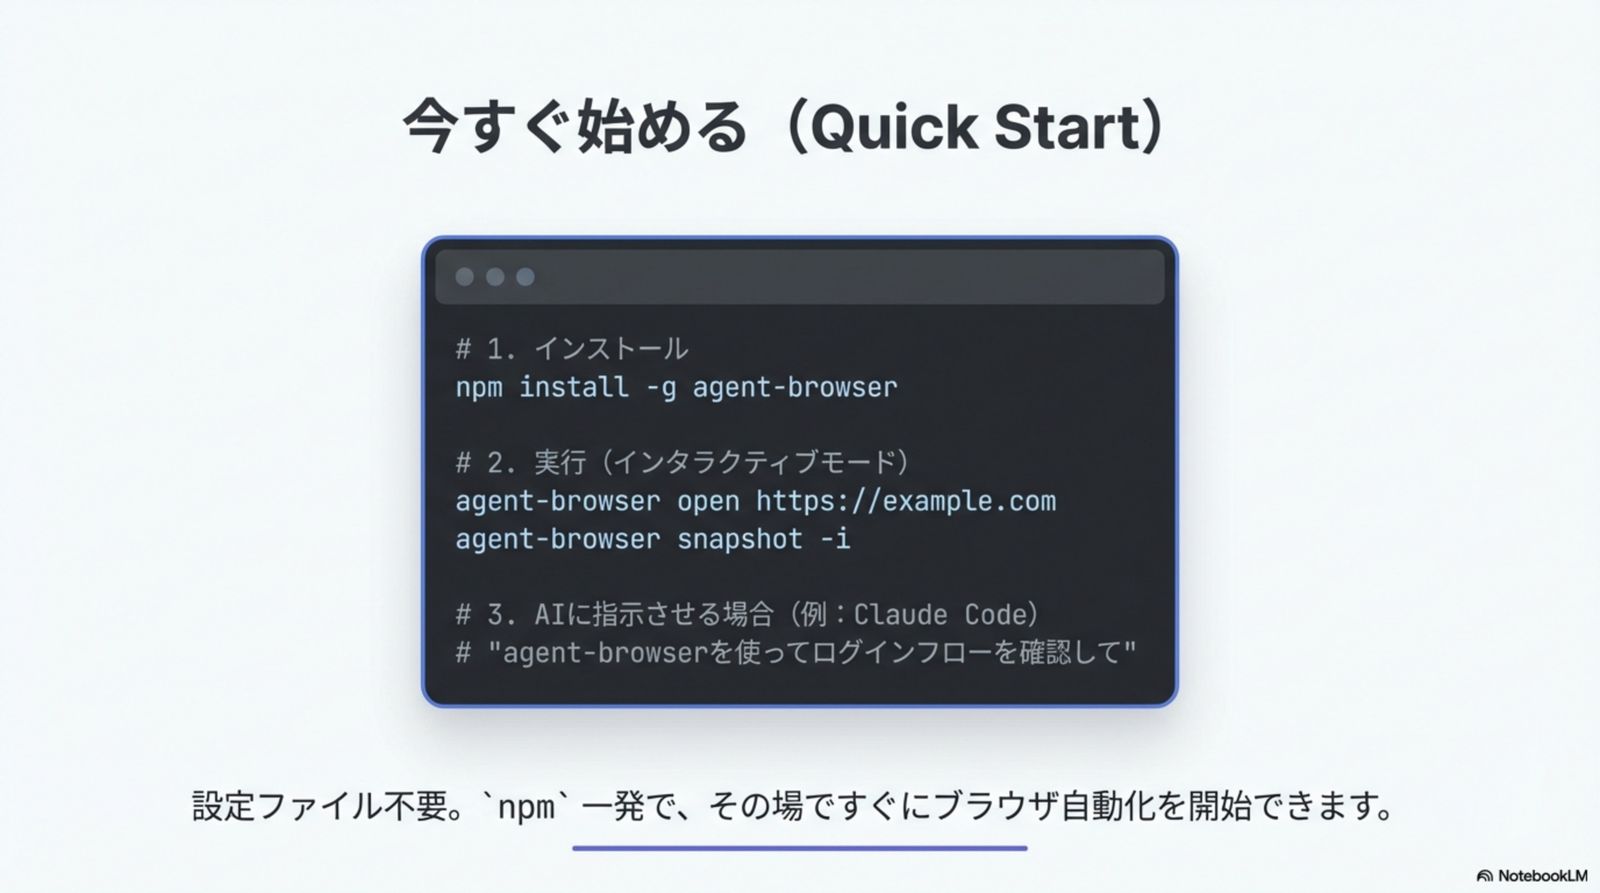 今すぐ始める（Quick Start）
# 1. インストール
npm install -g agent-browser
# 2. 実行（インタラクティブモード）
agent-browser open https://example.com
agent-browser snapshot -i
# 3. AIに指示させる場合（例：Claude Code）
# "agent-browserを使ってログインフローを確認して"
設定ファイル不要。`npm` 一発で、その場ですぐにブラウザ自動化を開始できます。
NotebookLM